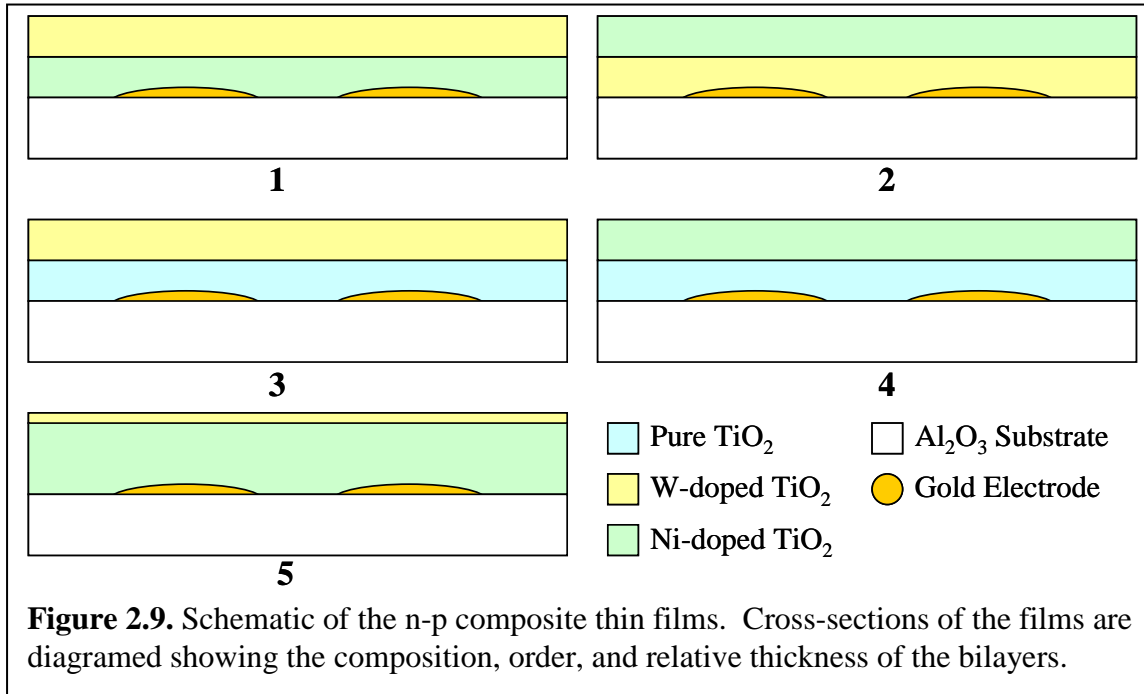 1
2
3
4
5
Pure TiO₂
Al₂O₃ Substrate
W-doped TiO₂
Gold Electrode
Ni-doped TiO₂
Figure 2.9. Schematic of the n-p composite thin films. Cross-sections of the films are
diagramed showing the composition, order, and relative thickness of the bilayers.